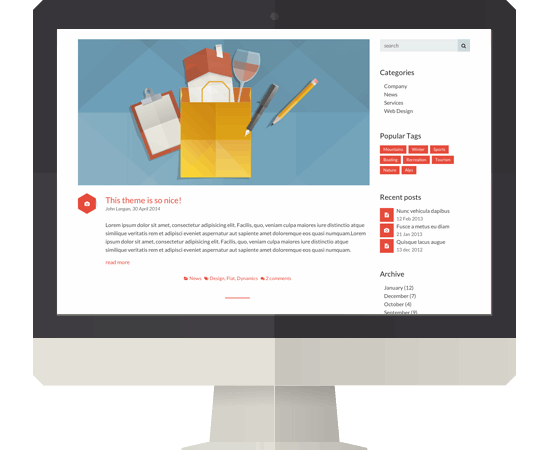 search
Categories
Company
News
Services
Web Design
Popular Tags
Mountains Winter Sports
Boating Recreation Tourism
Nature Alps
Recent posts
Nunc vehicula dapibus
12 Feb 2013
Fusce a metus eu diam
21 Jan 2013
Quisque lacus augue
13 dec, 2012
Archive
January (12)
December (7)
October (4)
September (9)
This theme is so nice!
John Longan, 30 April 2014
Lorem ipsum dolor sit amet, consectetur adipisicing elit. Facilis, quo, veniam culpa maiores iure distinctio atque
similique veritatis rem et adipisci eveniet aspernatur aut sapiente amet doloremque eos quasi numquam.Lorem
ipsum dolor sit amet, consectetur adipisicing elit. Facilis, quo, veniam culpa maiores iure distinctio atque
similique veritatis rem et adipisci eveniet aspernatur aut sapiente amet doloremque eos quasi numquam.
read more
News Design, Flat, Dynamics 2 comments